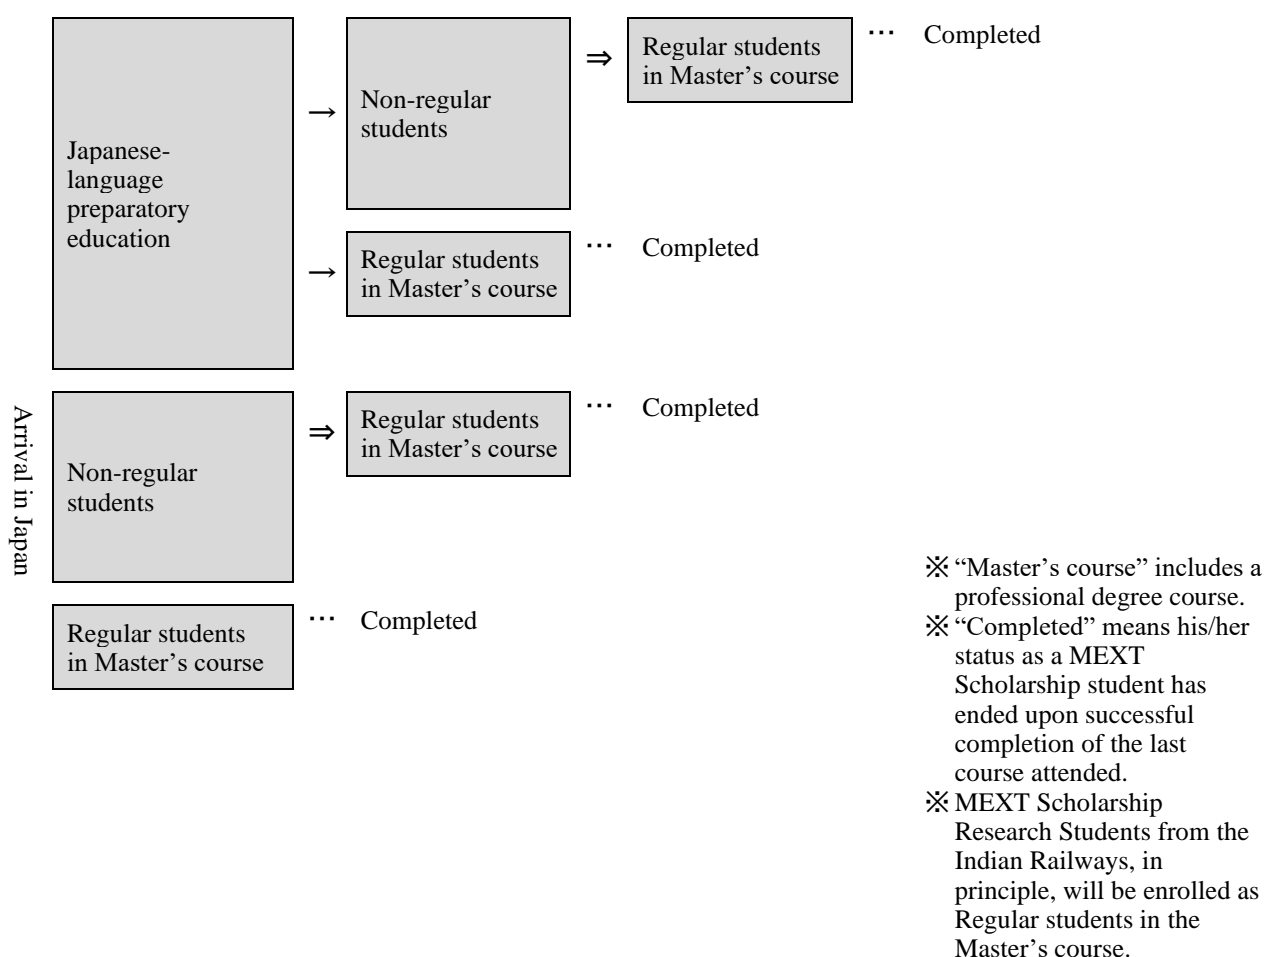 Regular students
in Master’s course
… Completed
⇒
Non-regular
students
→
Japanese-
language
preparatory
education
Regular students
in Master’s course
… Completed
→
Arrival in Japan
Non-regular
students
⇒
Regular students
in Master’s course
… Completed
Regular students
in Master’s course
… Completed
※ “Master’s course” includes a
professional degree course.
※ “Completed” means his/her
status as a MEXT
Scholarship student has
ended upon successful
completion of the last
course attended.
※ MEXT Scholarship
Research Students from the
Indian Railways, in
principle, will be enrolled as
Regular students in the
Master’s course.